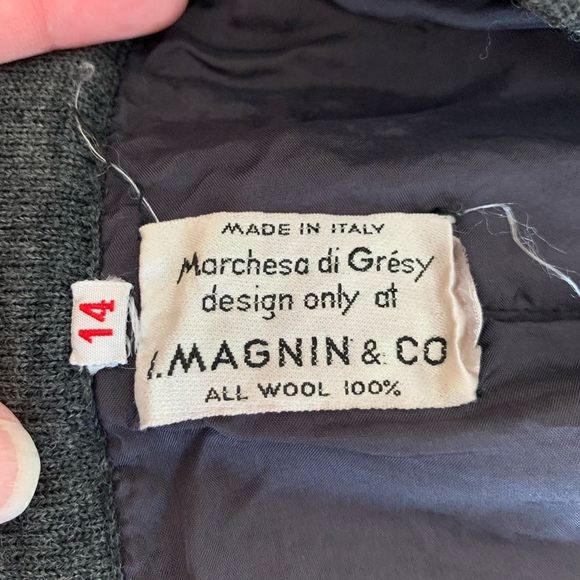 MADE IN ITALY
Marchesa di Grésy
design only at
I. MAGNIN & CO
ALL WOOL 100%
14